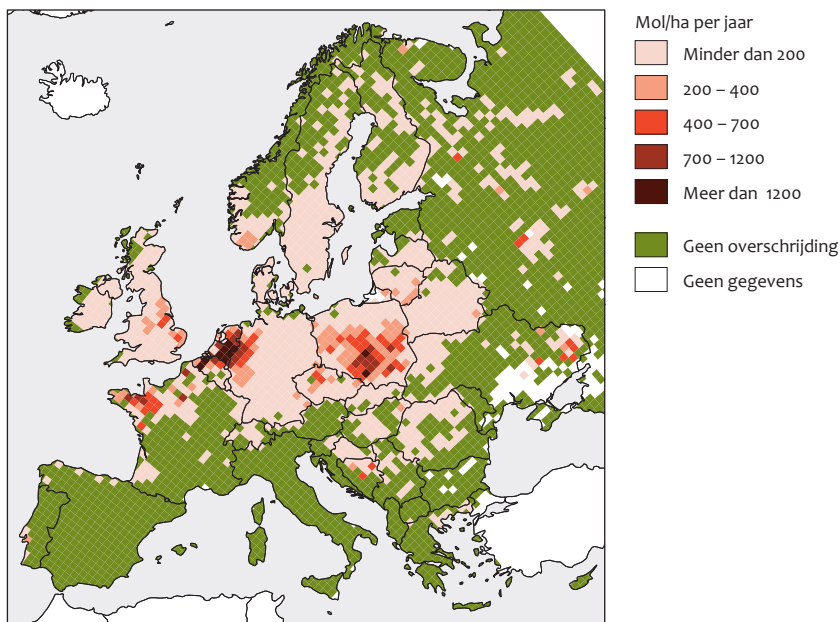 Mol/ha per jaar
Minder dan 200
200 – 400
400 – 700
700 – 1200
Meer dan 1200
Geen overschrijding
Geen gegevens